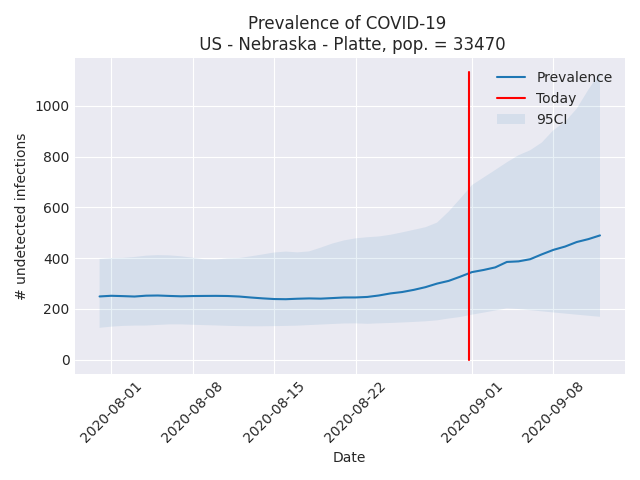 Prevalence of COVID-19
US - Nebraska - Platte, pop. = 33470
Prevalence
Today
95CI
# undetected infections
1000
800
600
400
200
0
2020-08-01
2020-08-08
2020-08-15
2020-08-22
2020-09-01
2020-09-08
Date